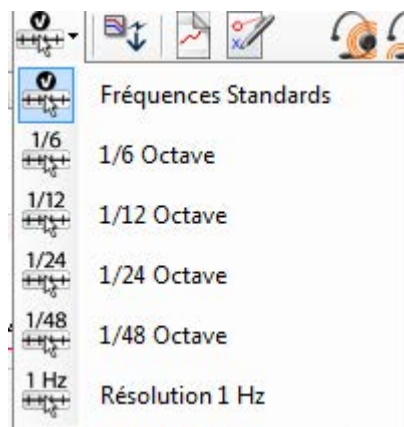 Fréquences Standards
1/6 1/6 Octave
1/12 1/12 Octave
1/24 1/24 Octave
1/48 1/48 Octave
1 Hz Résolution 1 Hz